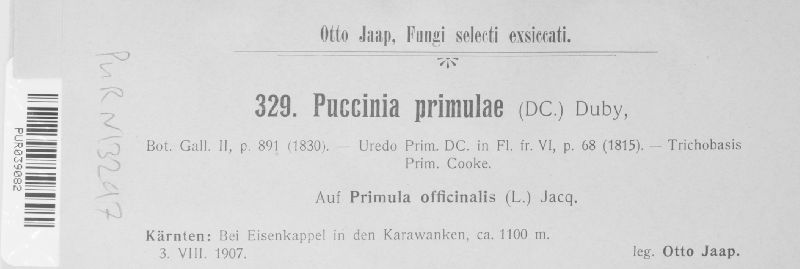 Otto Jaap, Fungi selecti exsiccati.
329. Puccinia primulae (DC.) Duby,
Bot. Gall. II, p. 891 (1830). — Uredo Prim. DC. in Fl. fr. VI, p. 68 (1815). — Trichobasis
Prim. Cooke.
Auf Primula officinalis (L.) Jacq.
Kärnten: Bei Eisenkappel in den Karawanken, ca. 1100 m.
3. VIII. 1907.
leg. Otto Jaap.
PUR039082
PUR N13297